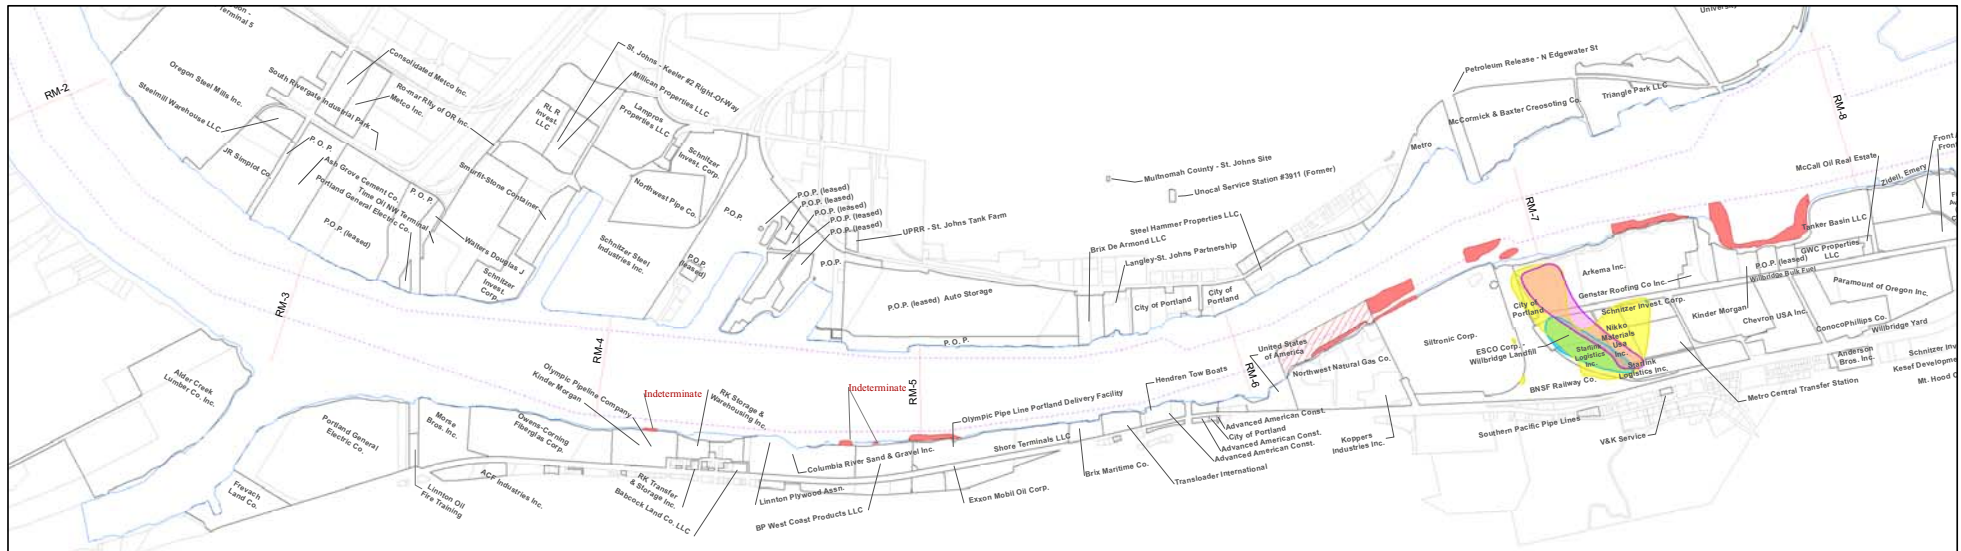 Terminal 5
RM-2
Oregon Steel Mills Inc.
Steelmill Warehouse LLC
South Rivergate Industrial Park
Consolidated Metco Inc.
Ro-mar Rlty of OR Inc.
Metco Inc.
JR Simplot Co.
P. O. P.
Ash Grove Cement Co.
Time Oil NW Terminal
Portland General Electric Co.
P.O.P. (leased)
P. O. P.
Smurfit-Stone Container
Walters Douglas J
Schnitzer
Invest.
Corp.
RM-3
St. Johns - Keeler #2 Right-Of-Way
Millican Properties LLC
RL R
Invest.
LLC
Lampros
Properties LLC
Schnitzer
Invest. Corp.
Northwest Pipe Co.
Schnitzer Steel
Industries Inc.
P.O.P.
(leased)
P.O.P.
P.O.P. (leased)
P.O.P. (leased)
P.O.P. (leased)
P.O.P. (leased)
P.O.P. (leased)
UPRR - St. Johns Tank Farm
P.O.P.
P.O.P. (leased) Auto Storage
P. O. P.
RM-4
RM-5
Multnomah County - St. Johns Site
Unocal Service Station #3911 (Former)
Steel Hammer Properties LLC
Brix De Armond LLC
Langley-St. Johns Partnership
City of Portland
City of
Portland
Metro
Petroleum Release - N Edgewater St
McCormick & Baxter Creosoting Co.
Triangle Park LLC
RM-8
RM-7
RM-6
McCall Oil Real Estate
Zidell, Emery
Front
Tanker Basin LLC
GWC Properties
LLC
P.O.P. (leased)
Willbridge Bulk Fuel
Paramount of Oregon Inc.
Arkema Inc.
Genstar Roofing Co Inc.
Schnitzer Invest. Corp.
Kinder Morgan
Chevron USA Inc.
ConocoPhillips Co.
Willbridge Yard
City of
Portland
Nikko
Materials
Usa
Inc.
Starlink
Logistics
Inc.
Starlink
Logistics Inc.
ESCO Corp. -
Willbridge Landfill
Siltronic Corp.
BNSF Railway Co.
Metro Central Transfer Station
Anderson
Bros. Inc.
Southern Pacific Pipe Lines
V&K Service
United States
of America
Northwest Natural Gas Co.
Koppers
Industries Inc.
Hendren Tow Boats
Advanced American Const.
City of Portland
Advanced American Const.
Advanced American Const.
Transloader International
Brix Maritime Co.
Olympic Pipe Line Portland Delivery Facility
Shore Terminals LLC
Exxon Mobil Oil Corp.
Indeterminate
Indeterminate
Columbia River Sand & Gravel Inc.
BP West Coast Products LLC
Linnton Plywood Assn.
RK Storage &
Warehousing Inc.
Olympic Pipeline Company
Kinder Morgan
RK Transfer
& Storage Inc.
Babcock Land Co. LLC
Owens-Corning
Fiberglas Corp.
Morse
Bros. Inc.
ACF Industries Inc.
Linnton Oil
Fire Training
Portland General
Electric Co.
Frevach
Land Co.
Alder Creek
Lumber Co. Inc.